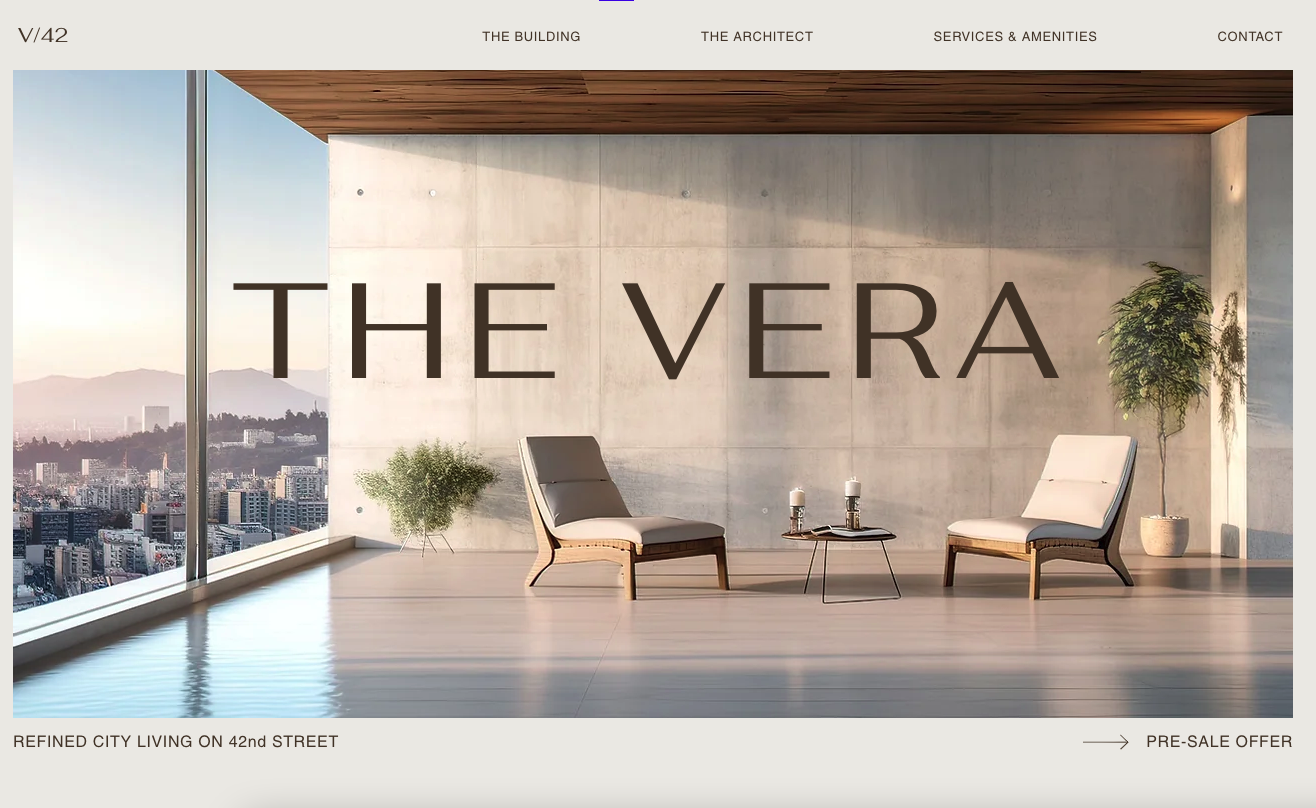 V/42
THE BUILDING
THE ARCHITECT
SERVICES & AMENITIES
CONTACT
THE VERA
REFINED CITY LIVING ON 42nd STREET
PRE-SALE OFFER